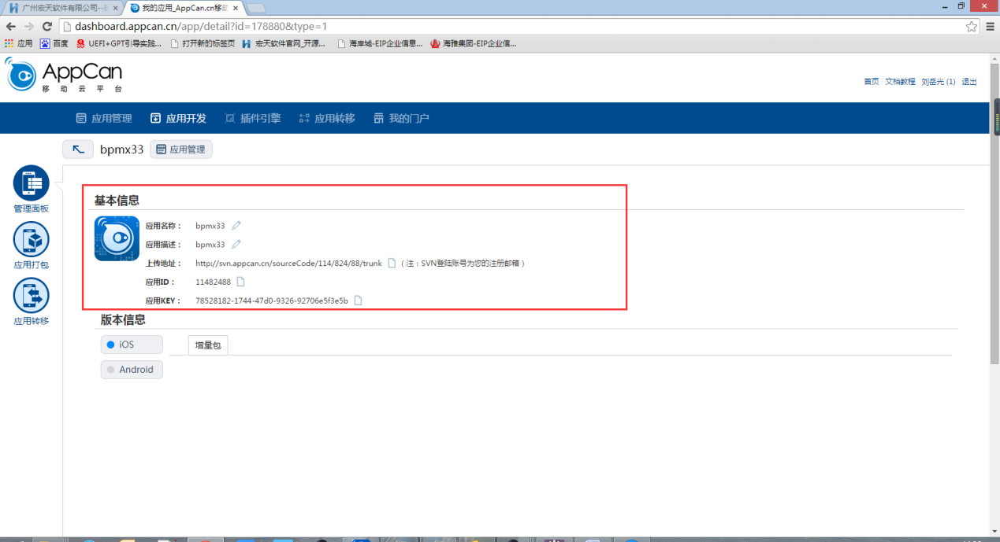 广州宏天软件有限公司--E
我的应用_AppCan.cn移动
dashboard.appcan.cn/app/detail?id=178880&type=1
应用 百度 UEFI+GPT引导实践... 打开新的标签页 宏天软件官网_开源... 海岸城-EIP企业信息... 海雅集团-EIP企业信...
AppCan
移动云平台
首页 文档教程 刘岳光 (1) 退出
应用管理 应用开发 插件引擎 应用转移 我的门户
bpmx33 应用管理
管理面板
应用打包
应用转移
基本信息
应用名称： bpmx33
应用描述： bpmx33
上传地址： http://svn.appcan.cn/sourceCode/114/824/88/trunk （注：SVN登陆账号为您的注册邮箱）
应用ID： 11482488
应用KEY： 78528182-1744-47d0-9326-92706e5f3e5b
版本信息
iOS 增量包
Android